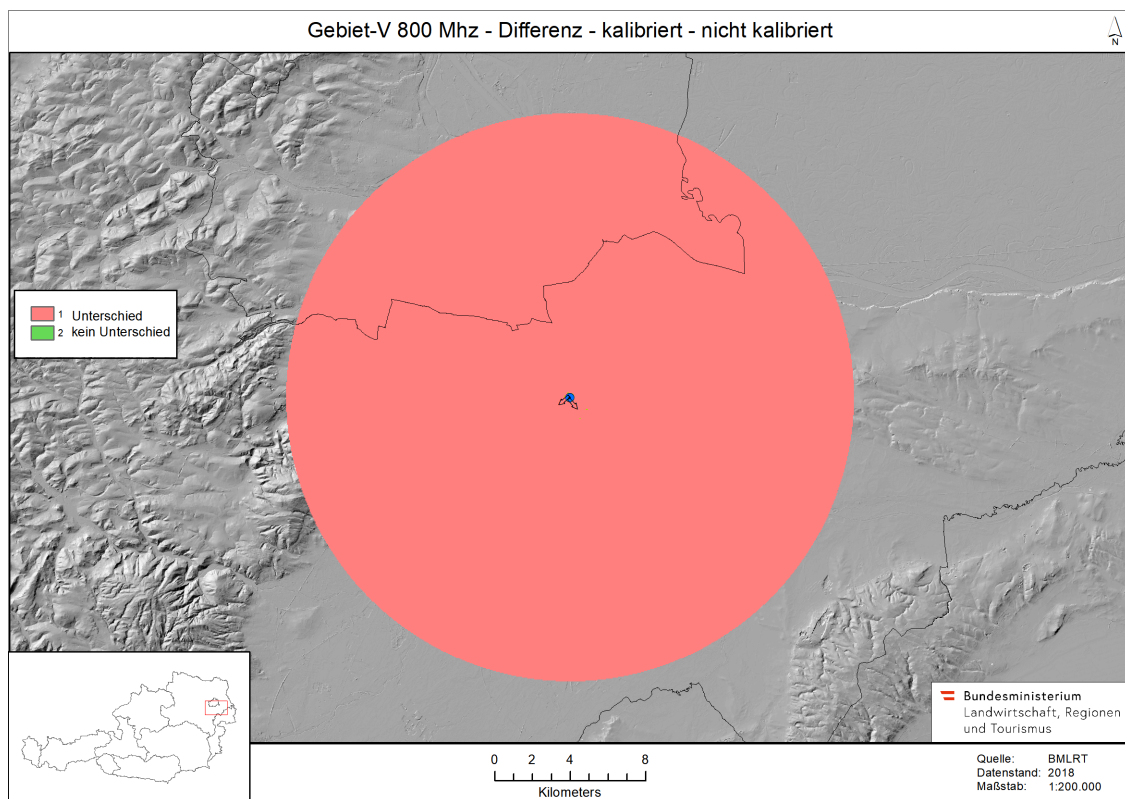 Gebiet-V 800 Mhz - Differenz - kalibriert - nicht kalibriert
N
1 Unterschied
2 kein Unterschied
Bundesministerium
Landwirtschaft, Regionen
und Tourismus
0 2 4 8
Kilometers
Quelle: BMLRT
Datenstand: 2018
Maßstab: 1:200.000